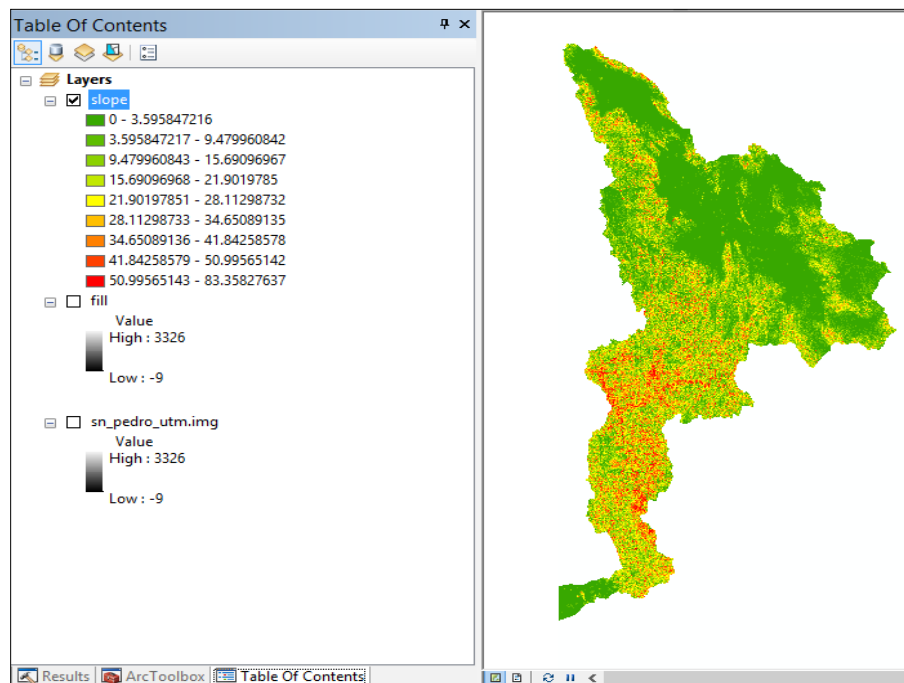 Table Of Contents
Layers
slope
0 - 3.595847216
3.595847217 - 9.479960842
9.479960843 - 15.69096967
15.69096968 - 21.9019785
21.90197851 - 28.11298732
28.11298733 - 34.65089135
34.65089136 - 41.84258578
41.84258579 - 50.99565142
50.99565143 - 83.35827637
fill
Value
High : 3326
Low : -9
sn_pedro_utm.img
Value
High : 3326
Low : -9
Results ArcToolbox Table Of Contents